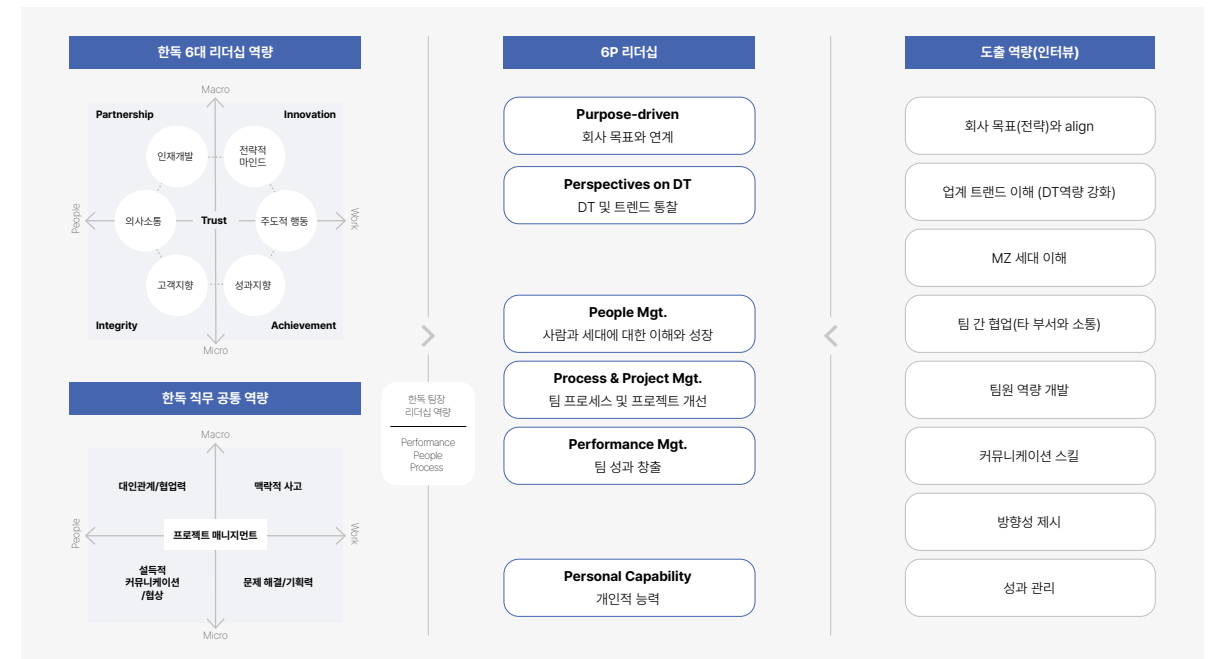 한독 6대 리더십 역량
Macro
Partnership
Innovation
인재개발
전략적
마인드
People
의사소통
Trust
주도적 행동
Work
고객지향
성과지향
Integrity
Achievement
Micro
한독 직무 공통 역량
Macro
대인관계/협업력
맥락적 사고
People
프로젝트 매니지먼트
Work
설득적
커뮤니케이션
/협상
문제 해결/기획력
Micro
한독 팀장
리더십 역량
Performance
People
Process
6P 리더십
Purpose-driven
회사 목표와 연계
Perspectives on DT
DT 및 트렌드 통찰
People Mgt.
사람과 세대에 대한 이해와 성장
Process & Project Mgt.
팀 프로세스 및 프로젝트 개선
Performance Mgt.
팀 성과 창출
Personal Capability
개인적 능력
도출 역량(인터뷰)
회사 목표(전략)와 align
업계 트랜드 이해 (DT역량 강화)
MZ 세대 이해
팀 간 협업(타 부서와 소통)
팀원 역량 개발
커뮤니케이션 스킬
방향성 제시
성과 관리